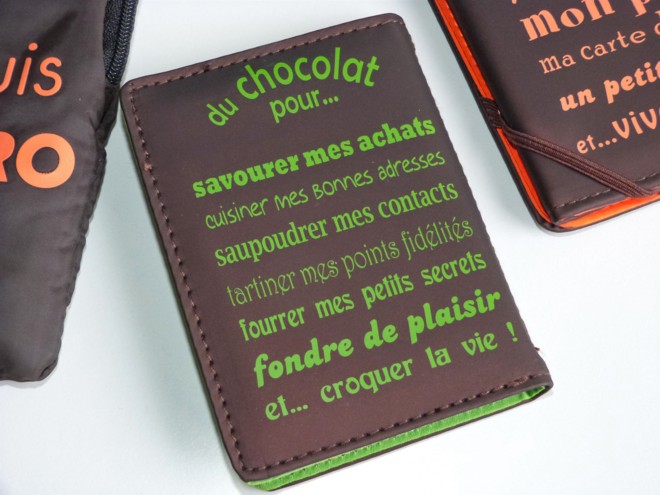 uis
RO
du chocolat
pour...
savourer mes achats
cuisiner mes bonnes adresses
saupoudrer mes contacts
tartiner mes points fidélités
fourrer mes petits secrets
fondre de plaisir
et... croquer la vie !
mon p
ma carte d
un petit
et...viv